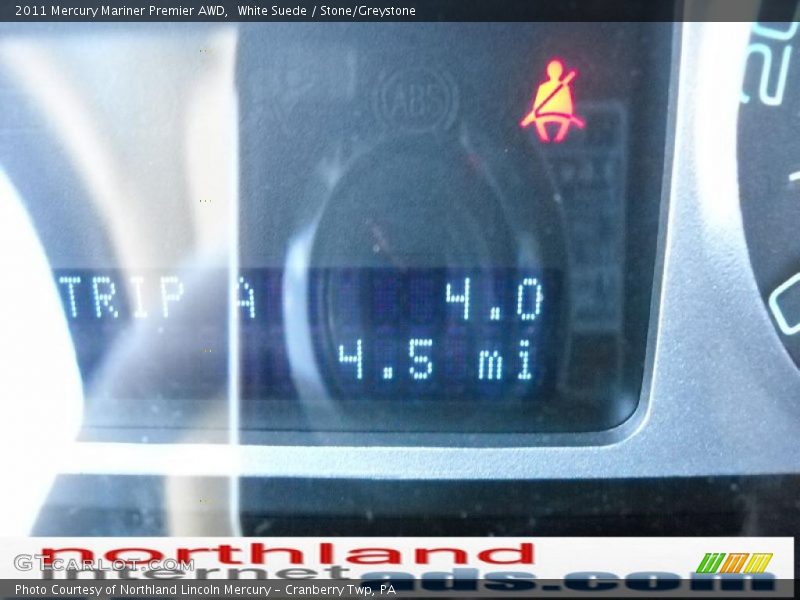 2011 Mercury Mariner Premier AWD,  White Suede / Stone/Greystone
ABS
20
TRIP A 4.0
4.5 mi
northland
GTCARLOT.COM
internetads.com
Photo Courtesy of Northland Lincoln Mercury – Cranberry Twp, PA